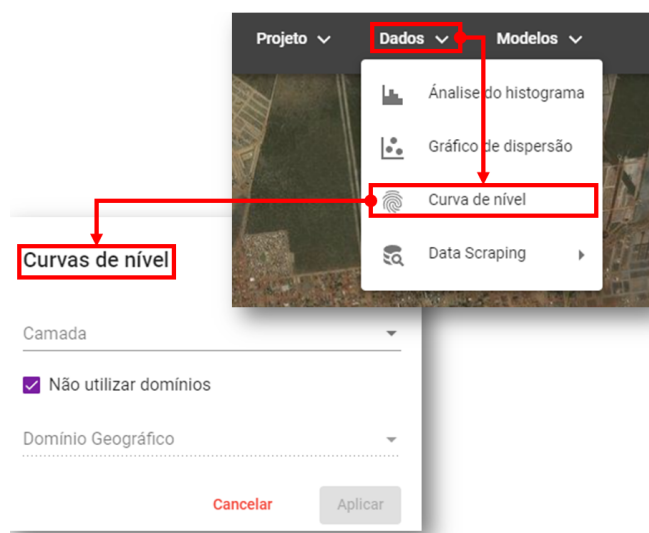 Projeto Dados Modelos
Ánalise do histograma
Gráfico de dispersão
Curva de nível
Data Scraping
Curvas de nível
Camada
Não utilizar domínios
Domínio Geográfico
Cancelar Aplicar